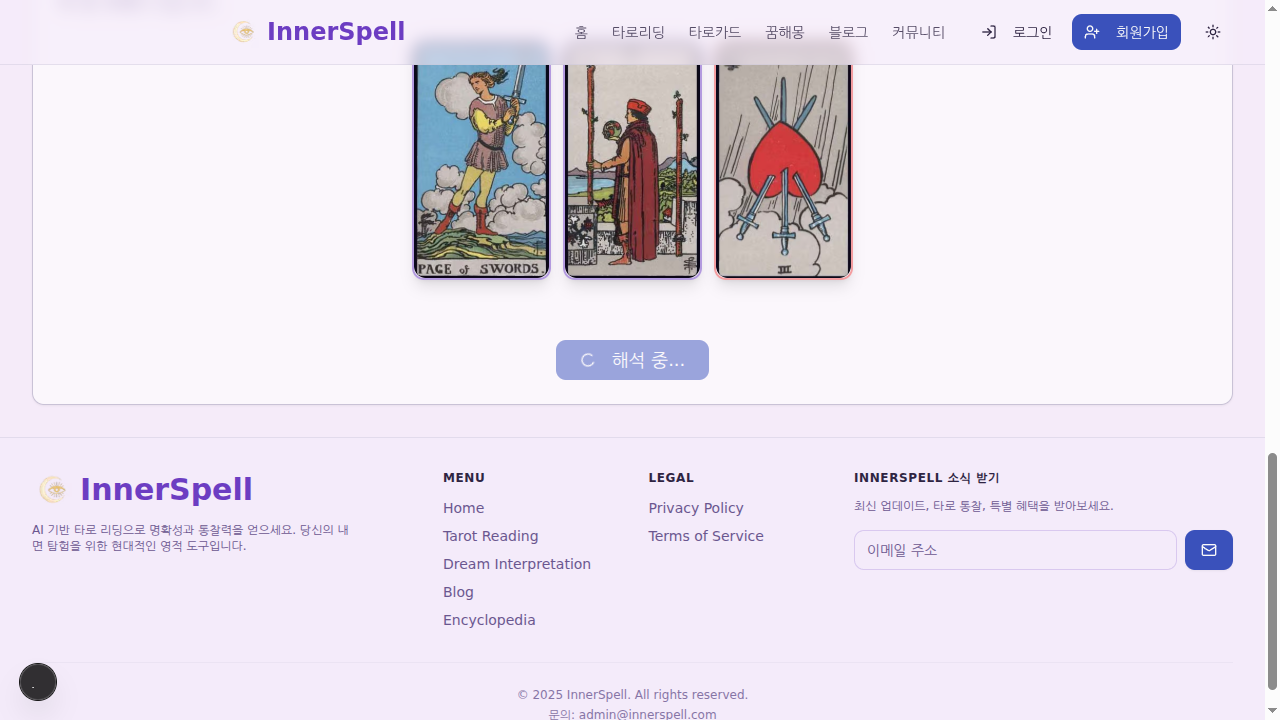 InnerSpell
홈
타로리딩
타로카드
꿈해몽
블로그
커뮤니티
로그인
회원가입
PAGE of SWORDS.
III
해석 중...
InnerSpell
AI 기반 타로 리딩으로 명확성과 통찰력을 얻으세요. 당신의 내
면 탐험을 위한 현대적인 영적 도구입니다.
MENU
Home
Tarot Reading
Dream Interpretation
Blog
Encyclopedia
LEGAL
Privacy Policy
Terms of Service
INNERSPELL 소식 받기
최신 업데이트, 타로 통찰, 특별 혜택을 받아보세요.
이메일 주소
© 2025 InnerSpell. All rights reserved.
문의: admin@innerspell.com